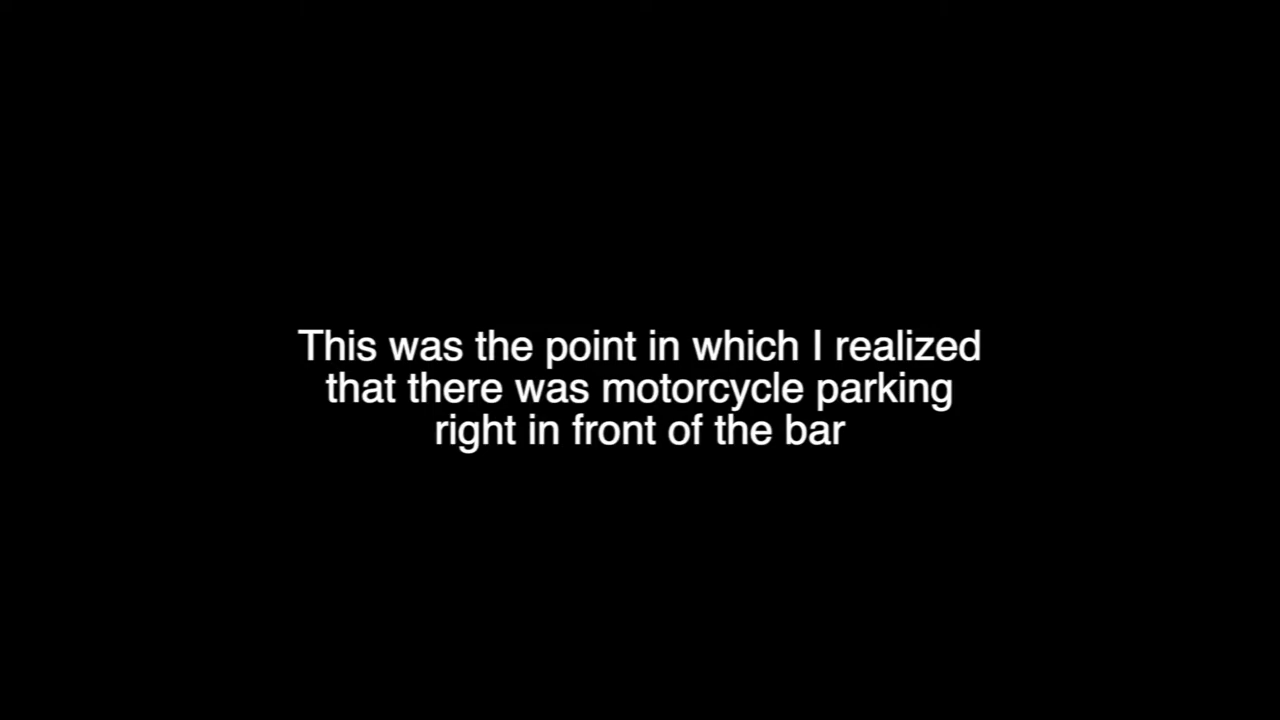 This was the point in which I realized
that there was motorcycle parking
right in front of the bar